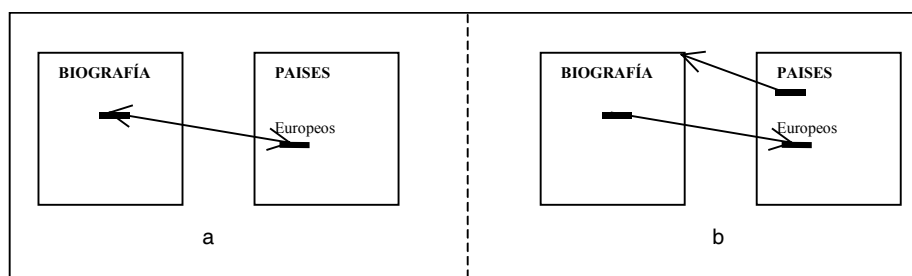 BIOGRAFÍA
PAISES
Europeos
a
BIOGRAFÍA
PAISES
Europeos
b